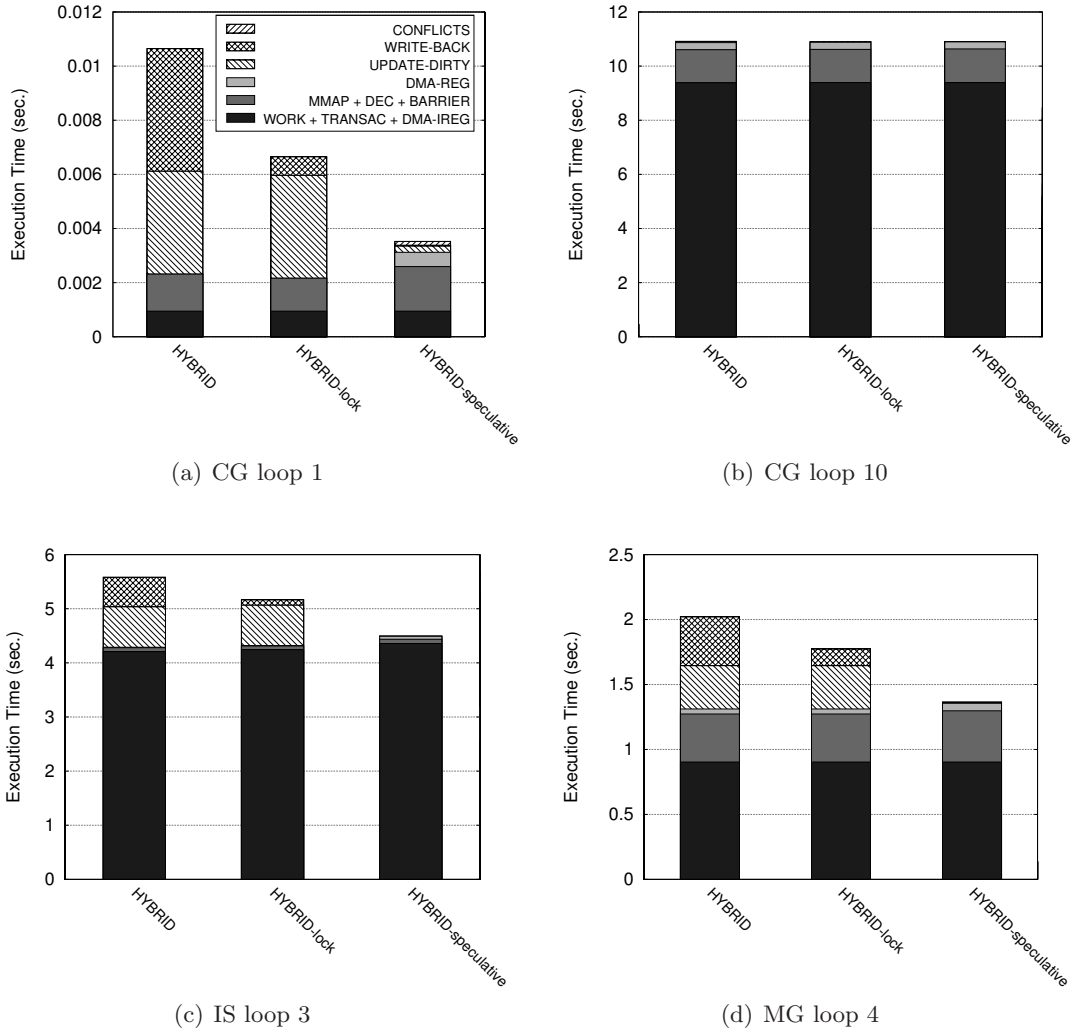 0.012
0.01
0.008
0.006
0.004
0.002
0
Execution Time (sec.)
CONFLICTS
WRITE-BACK
UPDATE-DIRTY
DMA-REG
MMAP + DEC + BARRIER
WORK + TRANSAC + DMA-IREG
HYBRID
HYBRID-lock
HYBRID-speculative
(a) CG loop 1
12
10
8
6
4
2
0
Execution Time (sec.)
HYBRID
HYBRID-lock
HYBRID-speculative
(b) CG loop 10
6
5
4
3
2
1
0
Execution Time (sec.)
HYBRID
HYBRID-lock
HYBRID-speculative
(c) IS loop 3
2.5
2
1.5
1
0.5
0
Execution Time (sec.)
HYBRID
HYBRID-lock
HYBRID-speculative
(d) MG loop 4